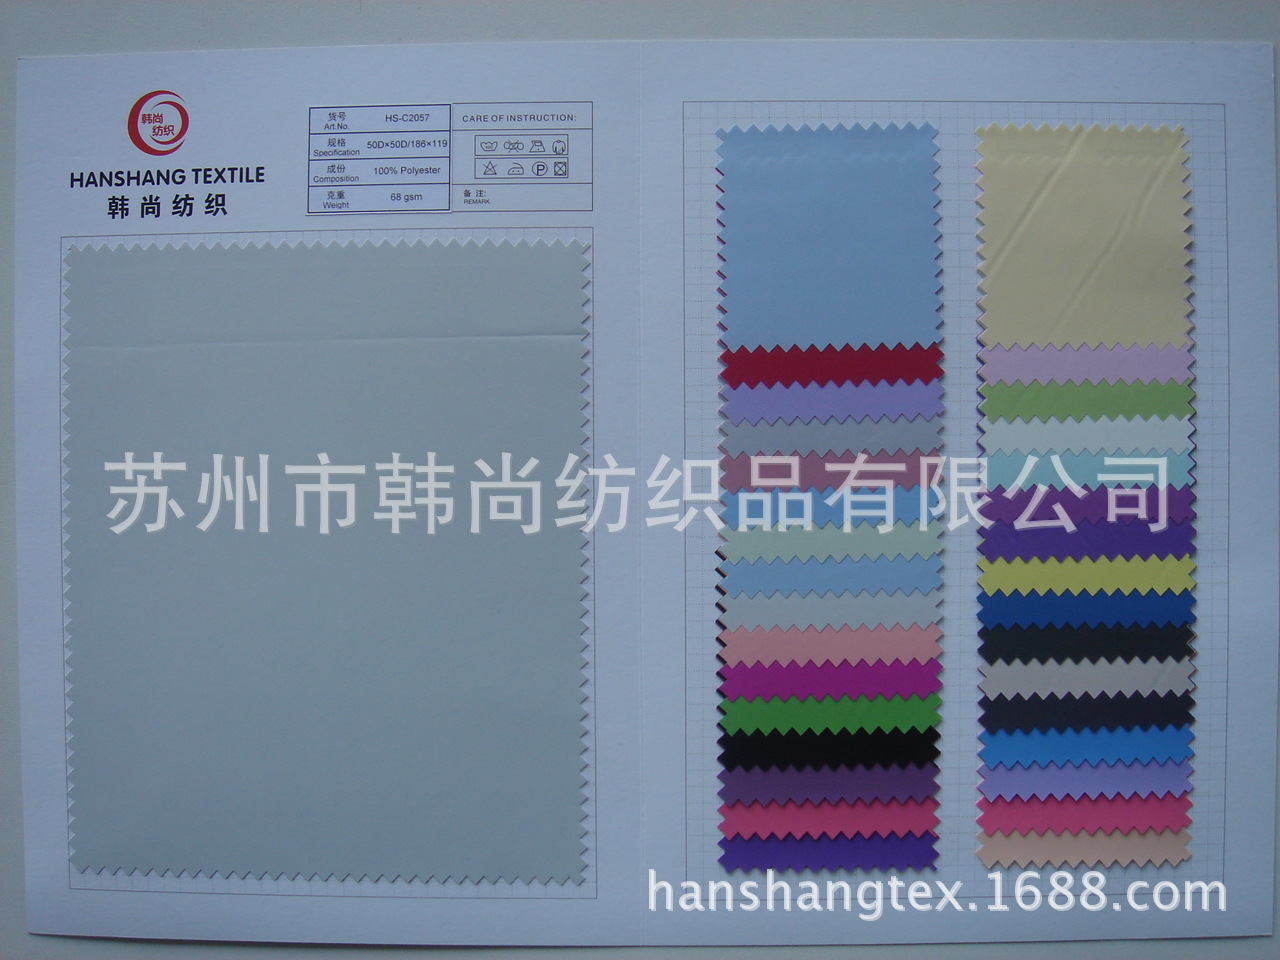 韩尚
纺织
HANSHANG TEXTILE
韩尚纺织
货号 HS-C2057
Art.No.
规格 50D×50D/186×119
Specification
成份 100% Polyester
Composition
克重 68 gsm
Weight
CARE OF INSTRUCTION:
P
备 注:
REMARK
苏州市韩尚纺织品有限公司
hanshangtex.1688.com